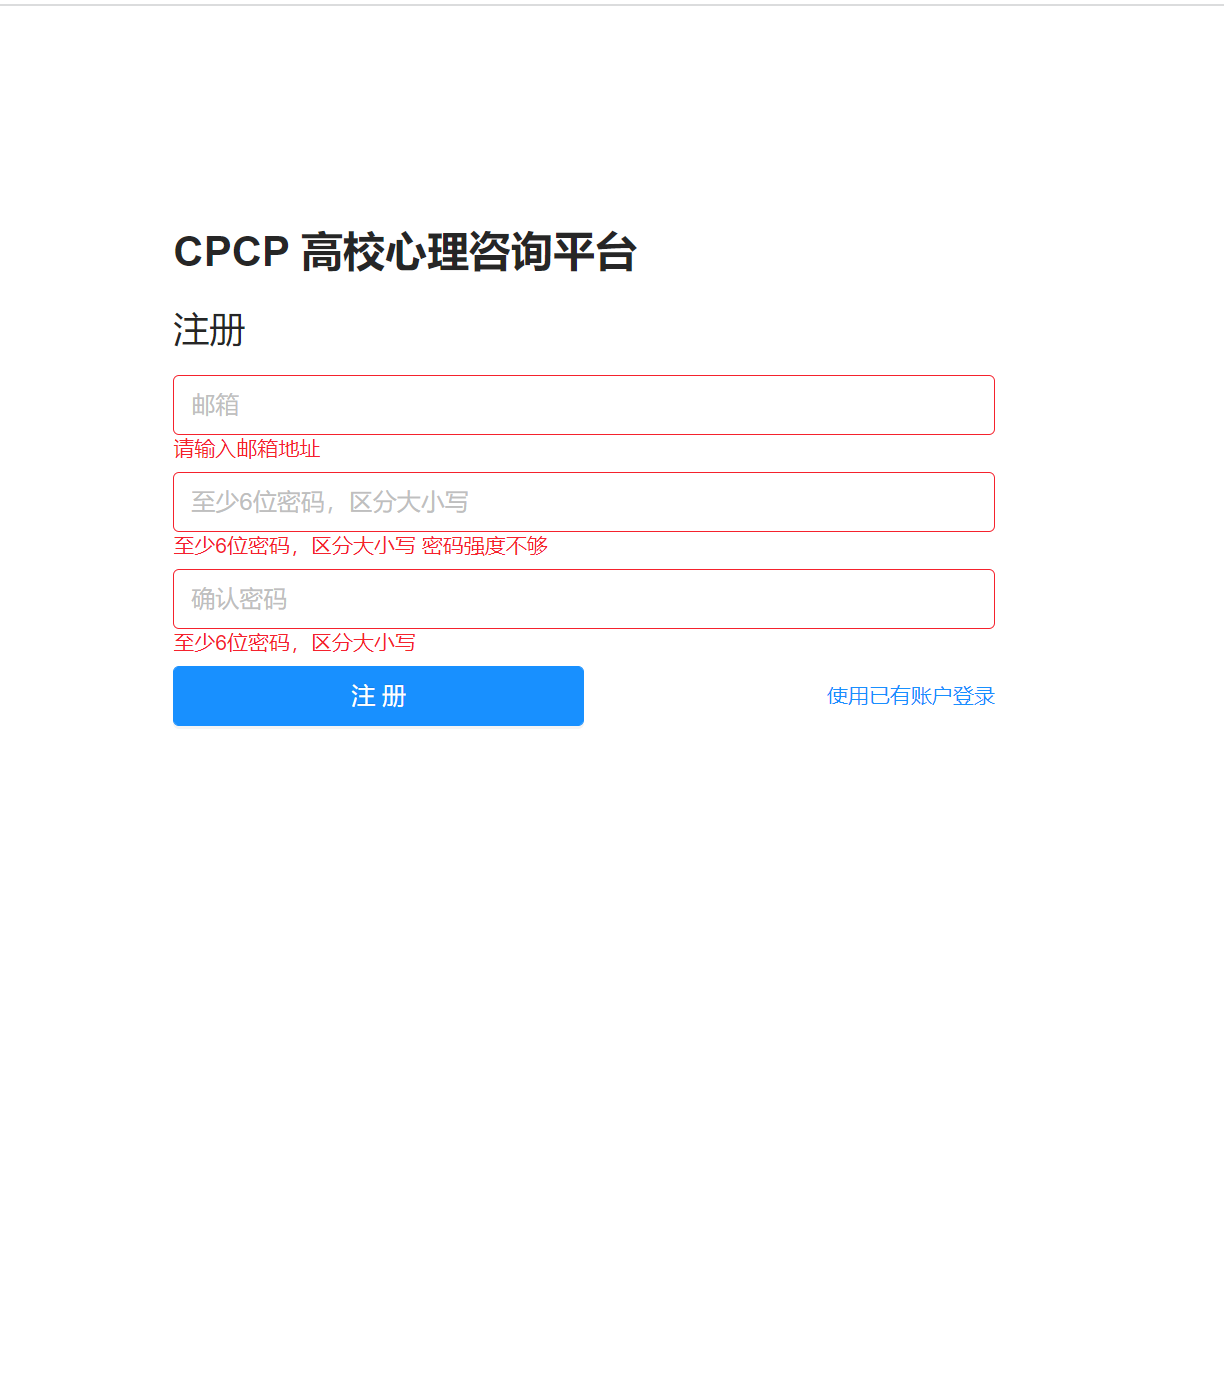 CPCP 高校心理咨询平台
注册
邮箱
请输入邮箱地址
至少6位密码，区分大小写
至少6位密码，区分大小写 密码强度不够
确认密码
至少6位密码，区分大小写
注 册 使用已有账户登录